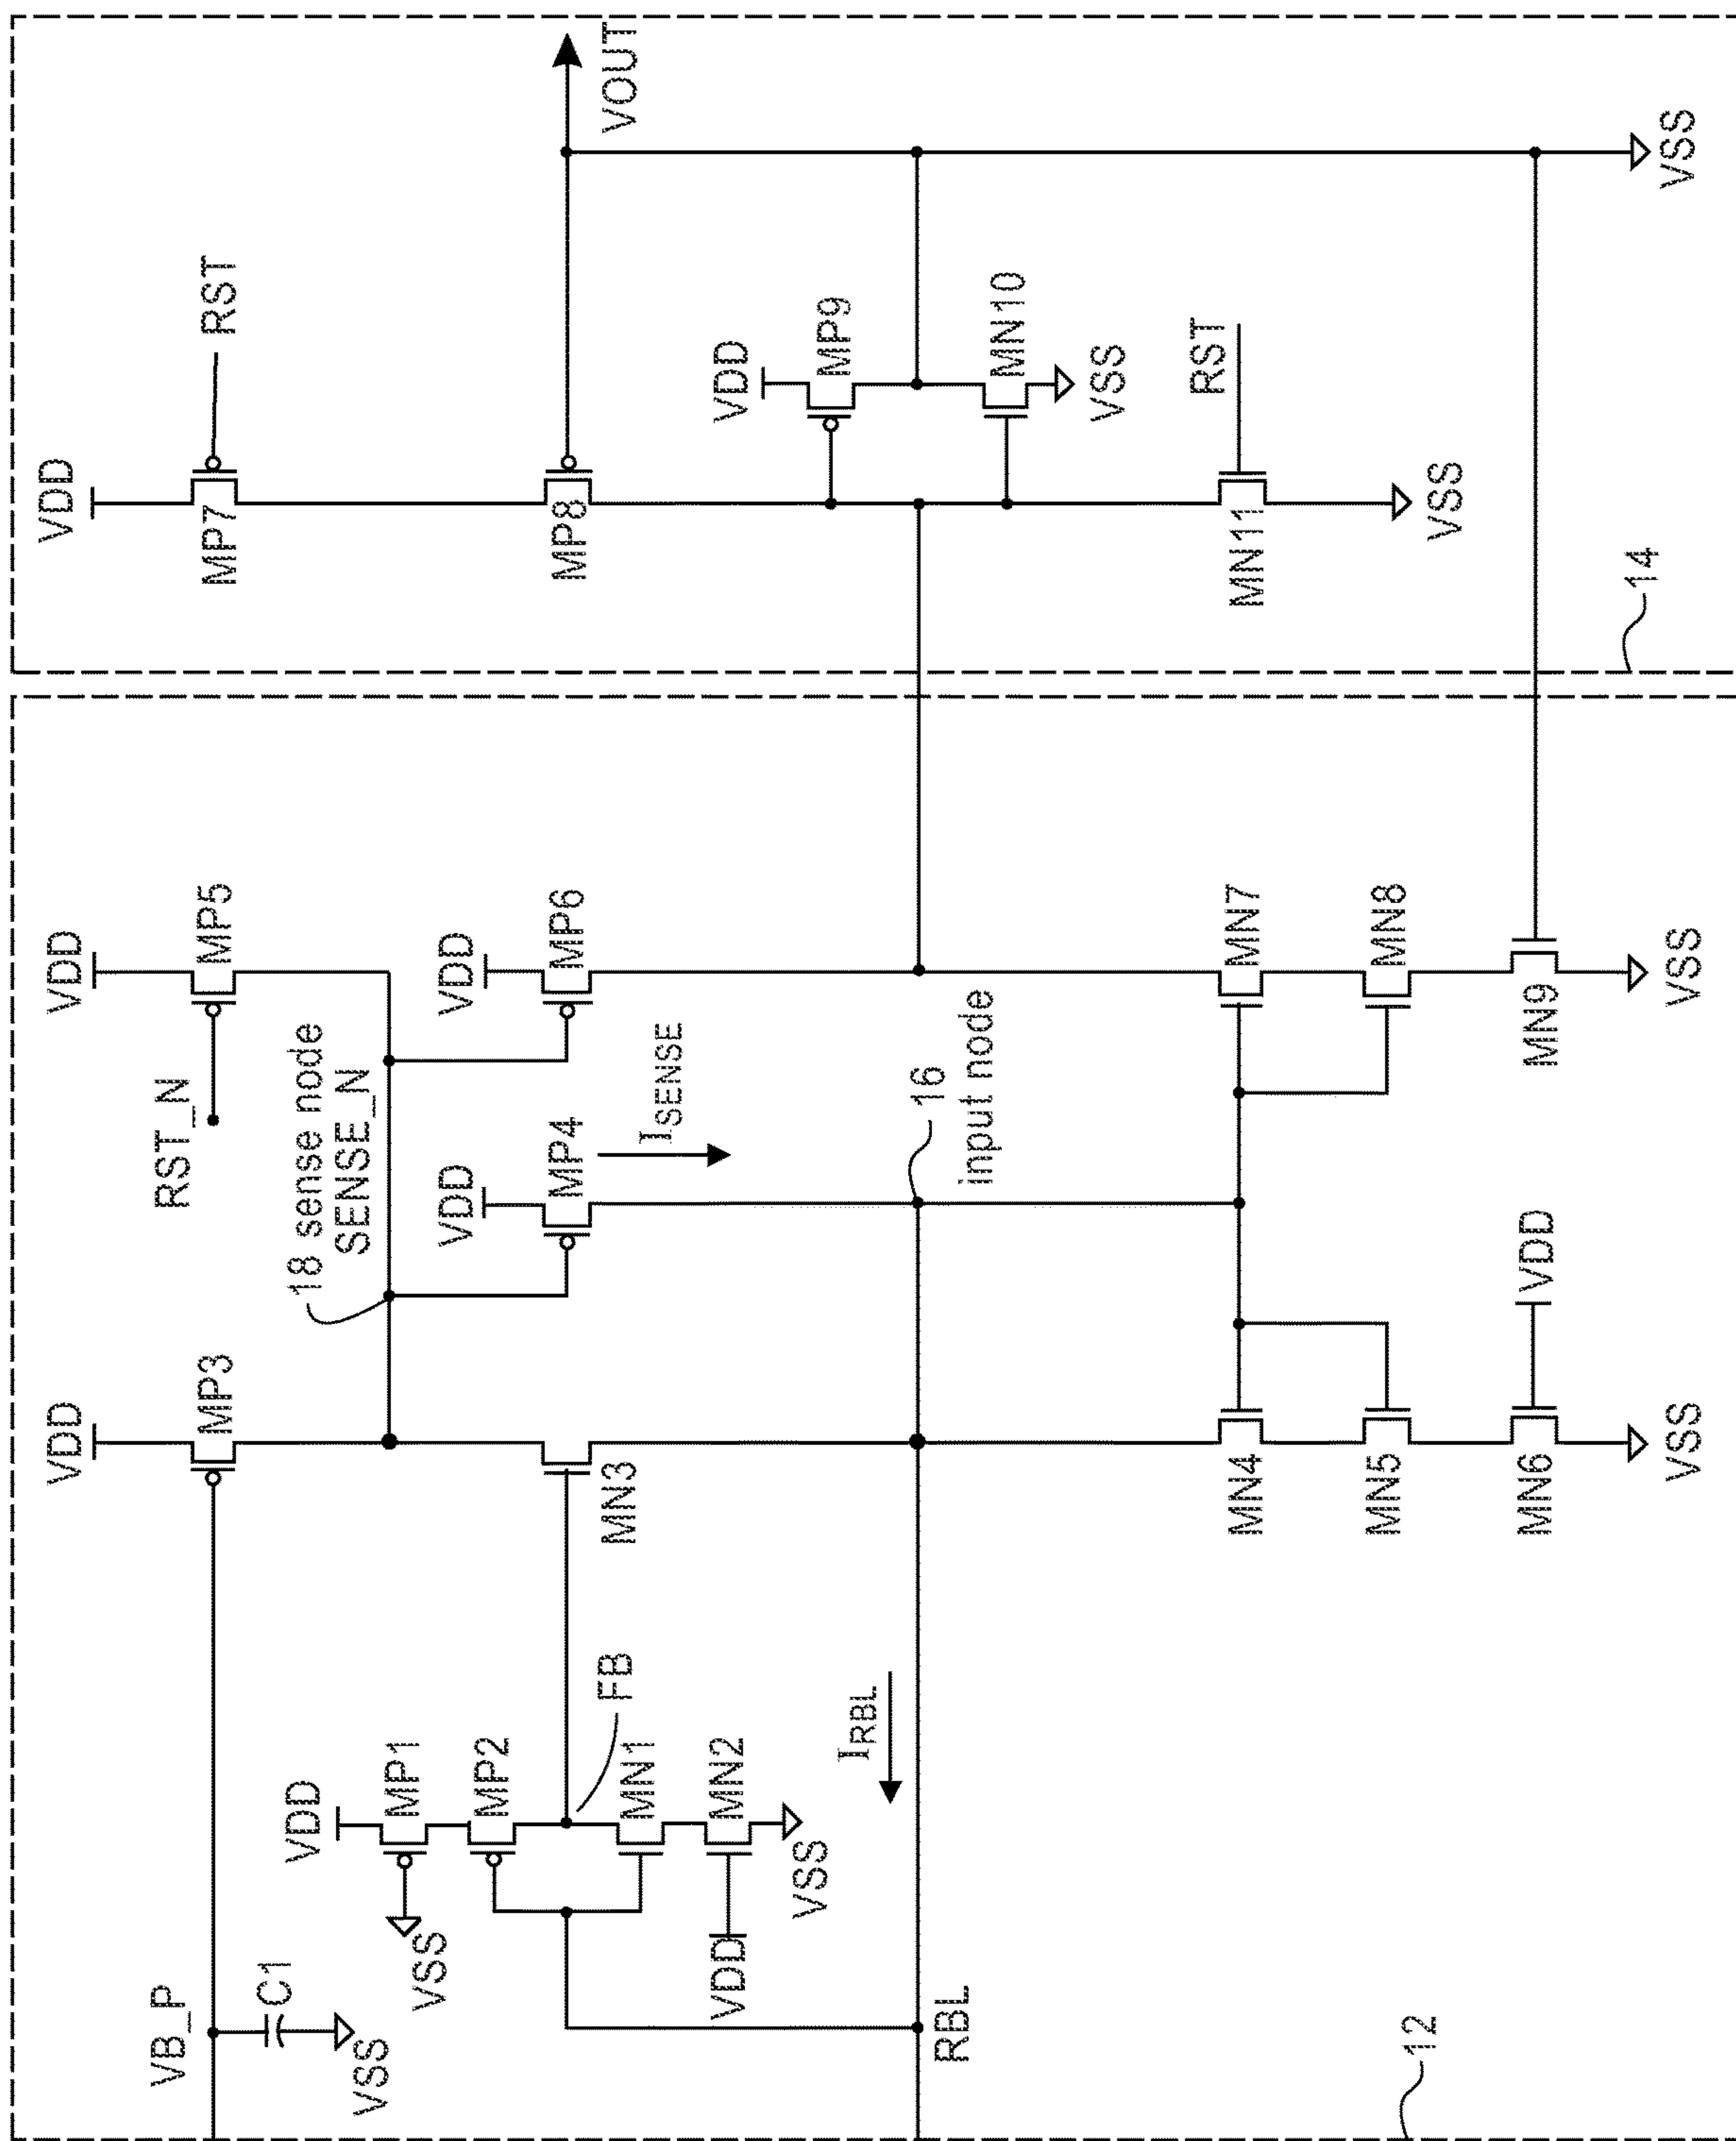 VDD
RST
MP7
VOUT
MP8
VDD
MP9
MN10
VSS
RST
MN11
VSS
VSS
14
VDD
MP5
RST_N
18 sense node
SENSE_N
VDD
MP6
VDD
MP4
ISENSE
16
input node
MN7
MN8
MN9
VSS
VDD
MP3
MN3
MN4
MN5
MN6
VDD
VSS
VDD
MP1
MP2
MN1
MN2
FB
VSS
VDD
VSS
IRBL
VB_P
C1
VSS
RBL
12